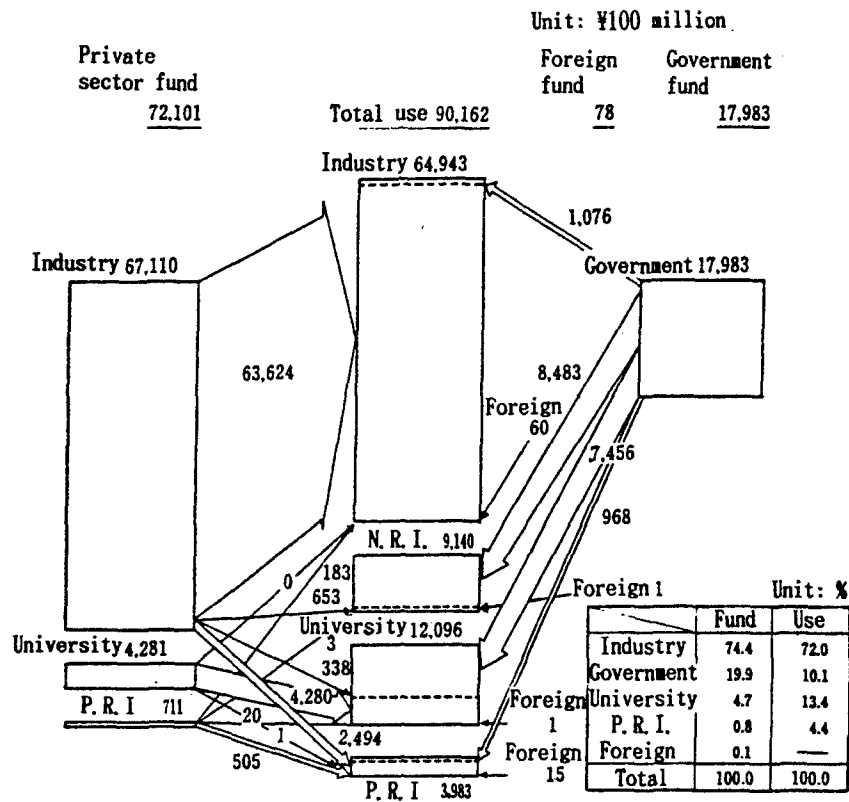 Unit: ¥100 million
Private sector fund
72,101
Total use 90,162
Foreign fund
78
Government fund
17,983
Industry 64,943
1,076
Industry 67,110
Government 17,983
63,624
8,483
Foreign
60
7,456
968
N. R. I. 9,140
0
183
653
Foreign 1
University 12,096
3
338
University 4,281
4,280
P. R. I 711
20
Foreign
1
2,494
1
505
Foreign
15
P. R. I 3,983
Unit: %
Fund Use
Industry 74.4 72.0
Government 19.9 10.1
University 4.7 13.4
P. R. I. 0.8 4.4
Foreign 0.1 —
Total 100.0 100.0